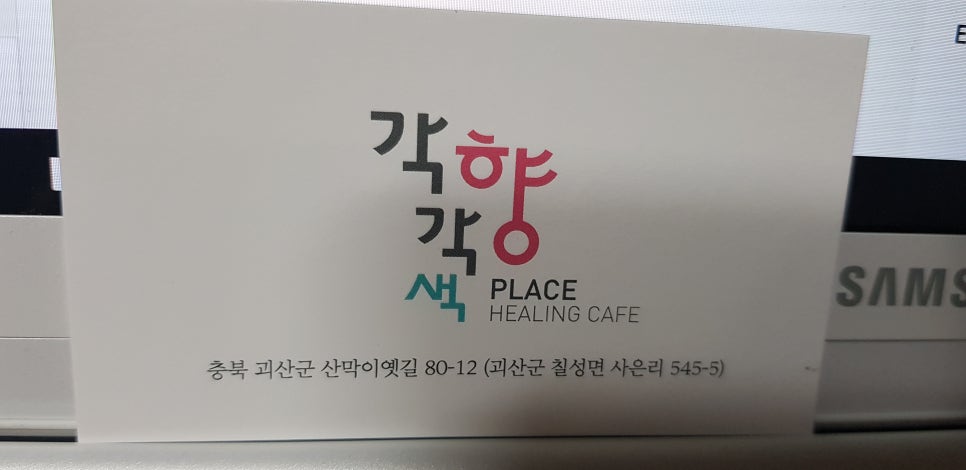 각향
각
색 PLACE
HEALING CAFE
충북 괴산군 산막이옛길 80-12 (괴산군 칠성면 사은리 545-5)
SAMS
E